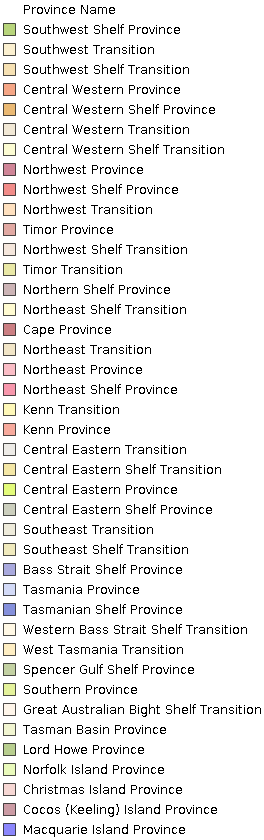 Province Name
Southwest Shelf Province
Southwest Transition
Southwest Shelf Transition
Central Western Province
Central Western Shelf Province
Central Western Transition
Central Western Shelf Transition
Northwest Province
Northwest Shelf Province
Northwest Transition
Timor Province
Northwest Shelf Transition
Timor Transition
Northern Shelf Province
Northeast Shelf Transition
Cape Province
Northeast Transition
Northeast Province
Northeast Shelf Province
Kenn Transition
Kenn Province
Central Eastern Transition
Central Eastern Shelf Transition
Central Eastern Province
Central Eastern Shelf Province
Southeast Transition
Southeast Shelf Transition
Bass Strait Shelf Province
Tasmania Province
Tasmanian Shelf Province
Western Bass Strait Shelf Transition
West Tasmania Transition
Spencer Gulf Shelf Province
Southern Province
Great Australian Bight Shelf Transition
Tasman Basin Province
Lord Howe Province
Norfolk Island Province
Christmas Island Province
Cocos (Keeling) Island Province
Macquarie Island Province